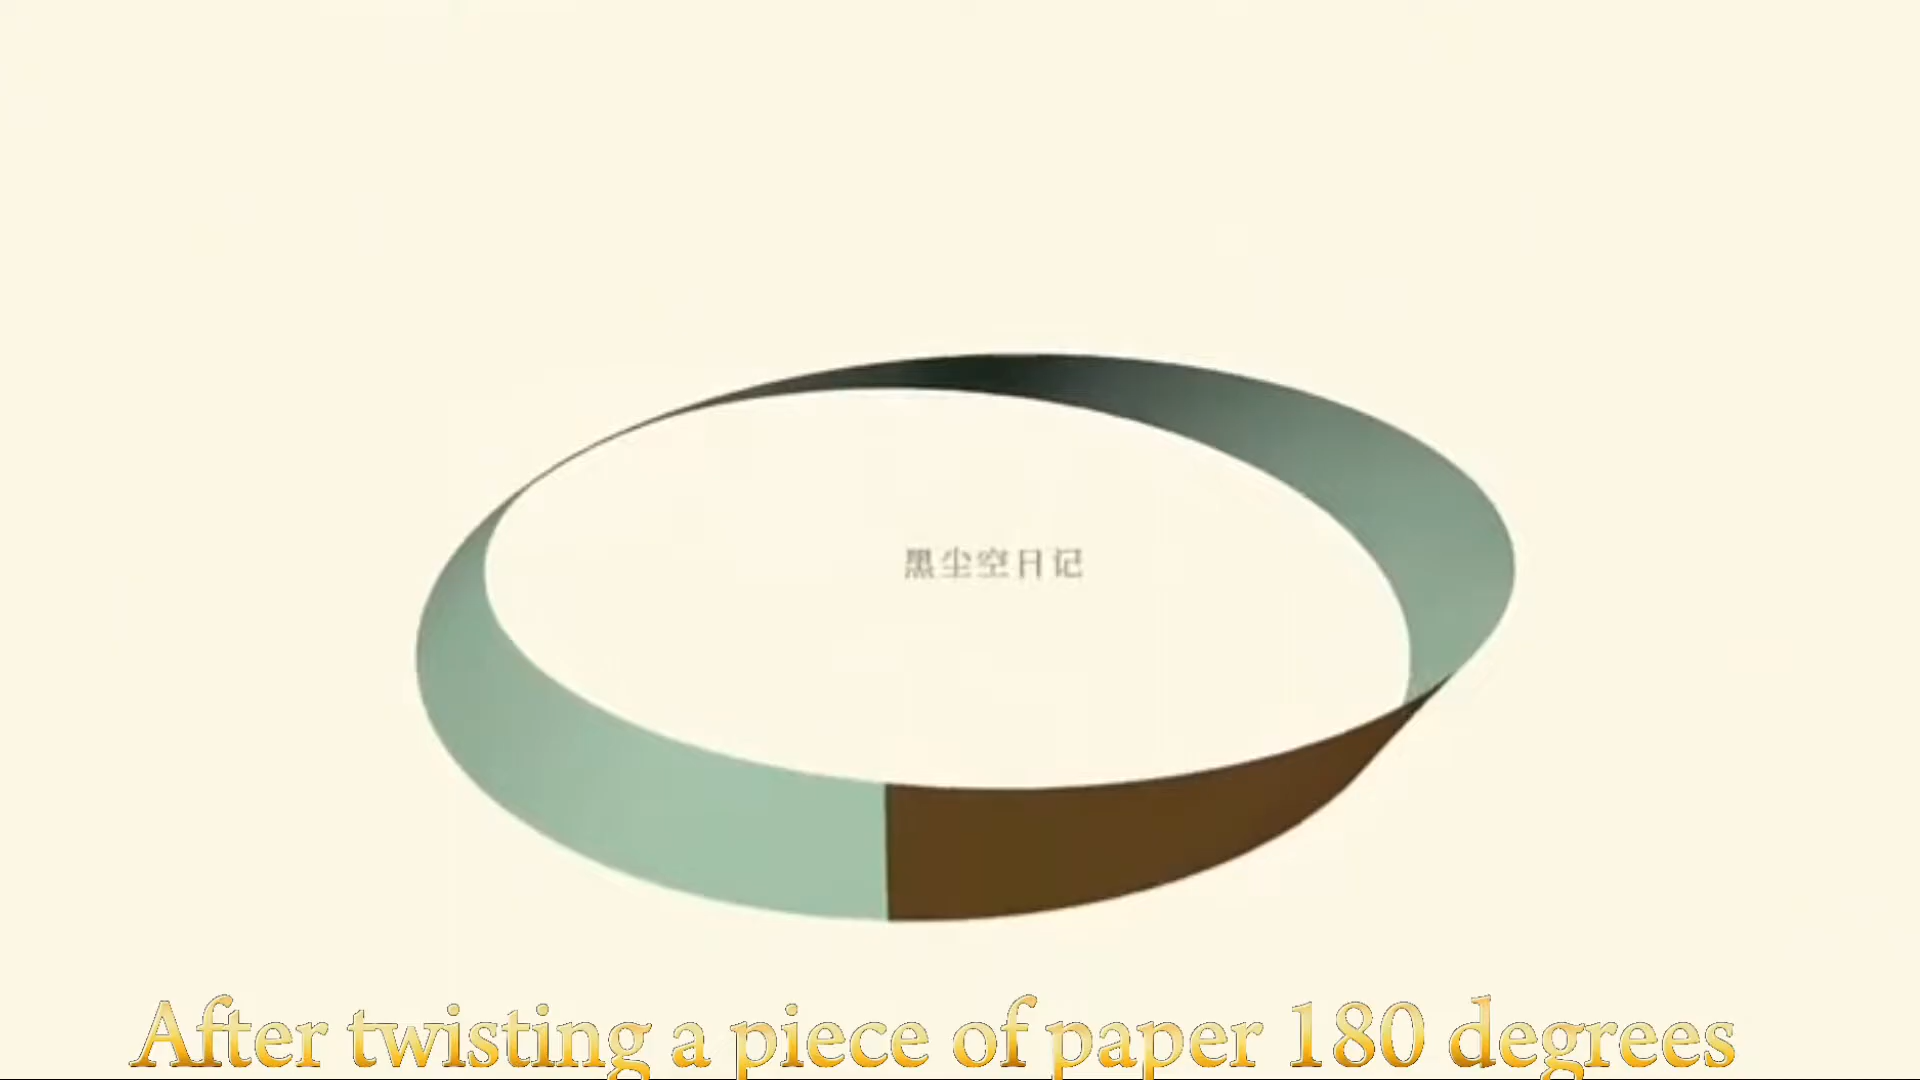 黑尘空日记
After twisting a piece of paper 180 degrees